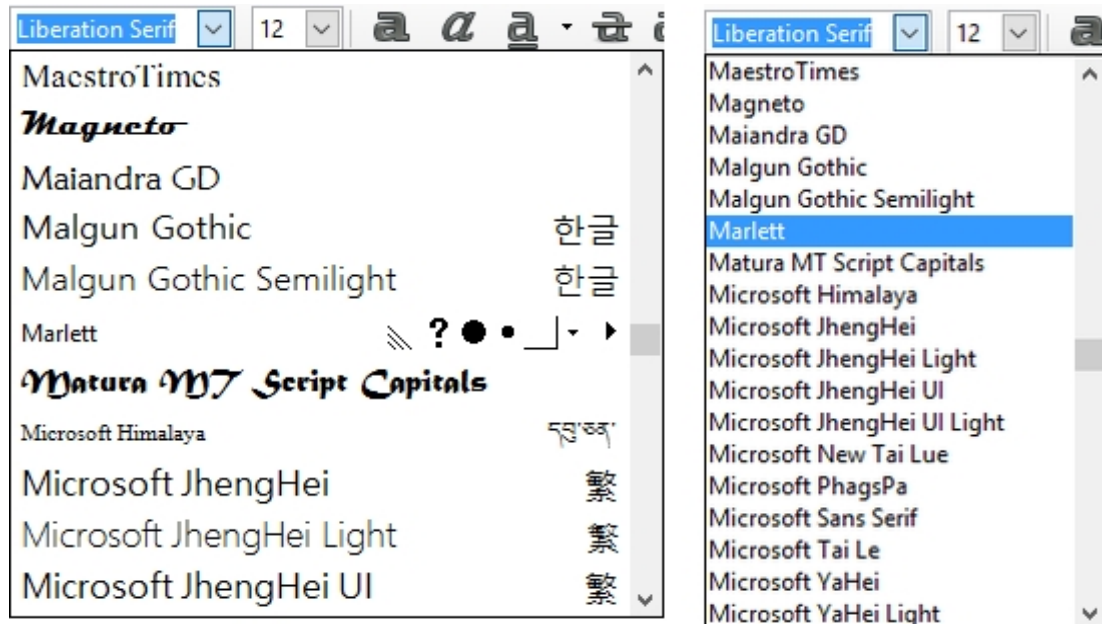 Liberation Serif 12 a a a a
MaestroTimes
Magneto
Maiandra GD
Malgun Gothic 한글
Malgun Gothic Semilight 한글
Marlett ?
Matura MT Script Capitals
Microsoft Himalaya དབུ་ཅན་
Microsoft JhengHei 繁
Microsoft JhengHei Light 繁
Microsoft JhengHei UI 繁
Liberation Serif 12 a
MaestroTimes
Magneto
Maiandra GD
Malgun Gothic
Malgun Gothic Semilight
Marlett
Matura MT Script Capitals
Microsoft Himalaya
Microsoft JhengHei
Microsoft JhengHei Light
Microsoft JhengHei UI
Microsoft JhengHei UI Light
Microsoft New Tai Lue
Microsoft PhagsPa
Microsoft Sans Serif
Microsoft Tai Le
Microsoft YaHei
Microsoft YaHei Light